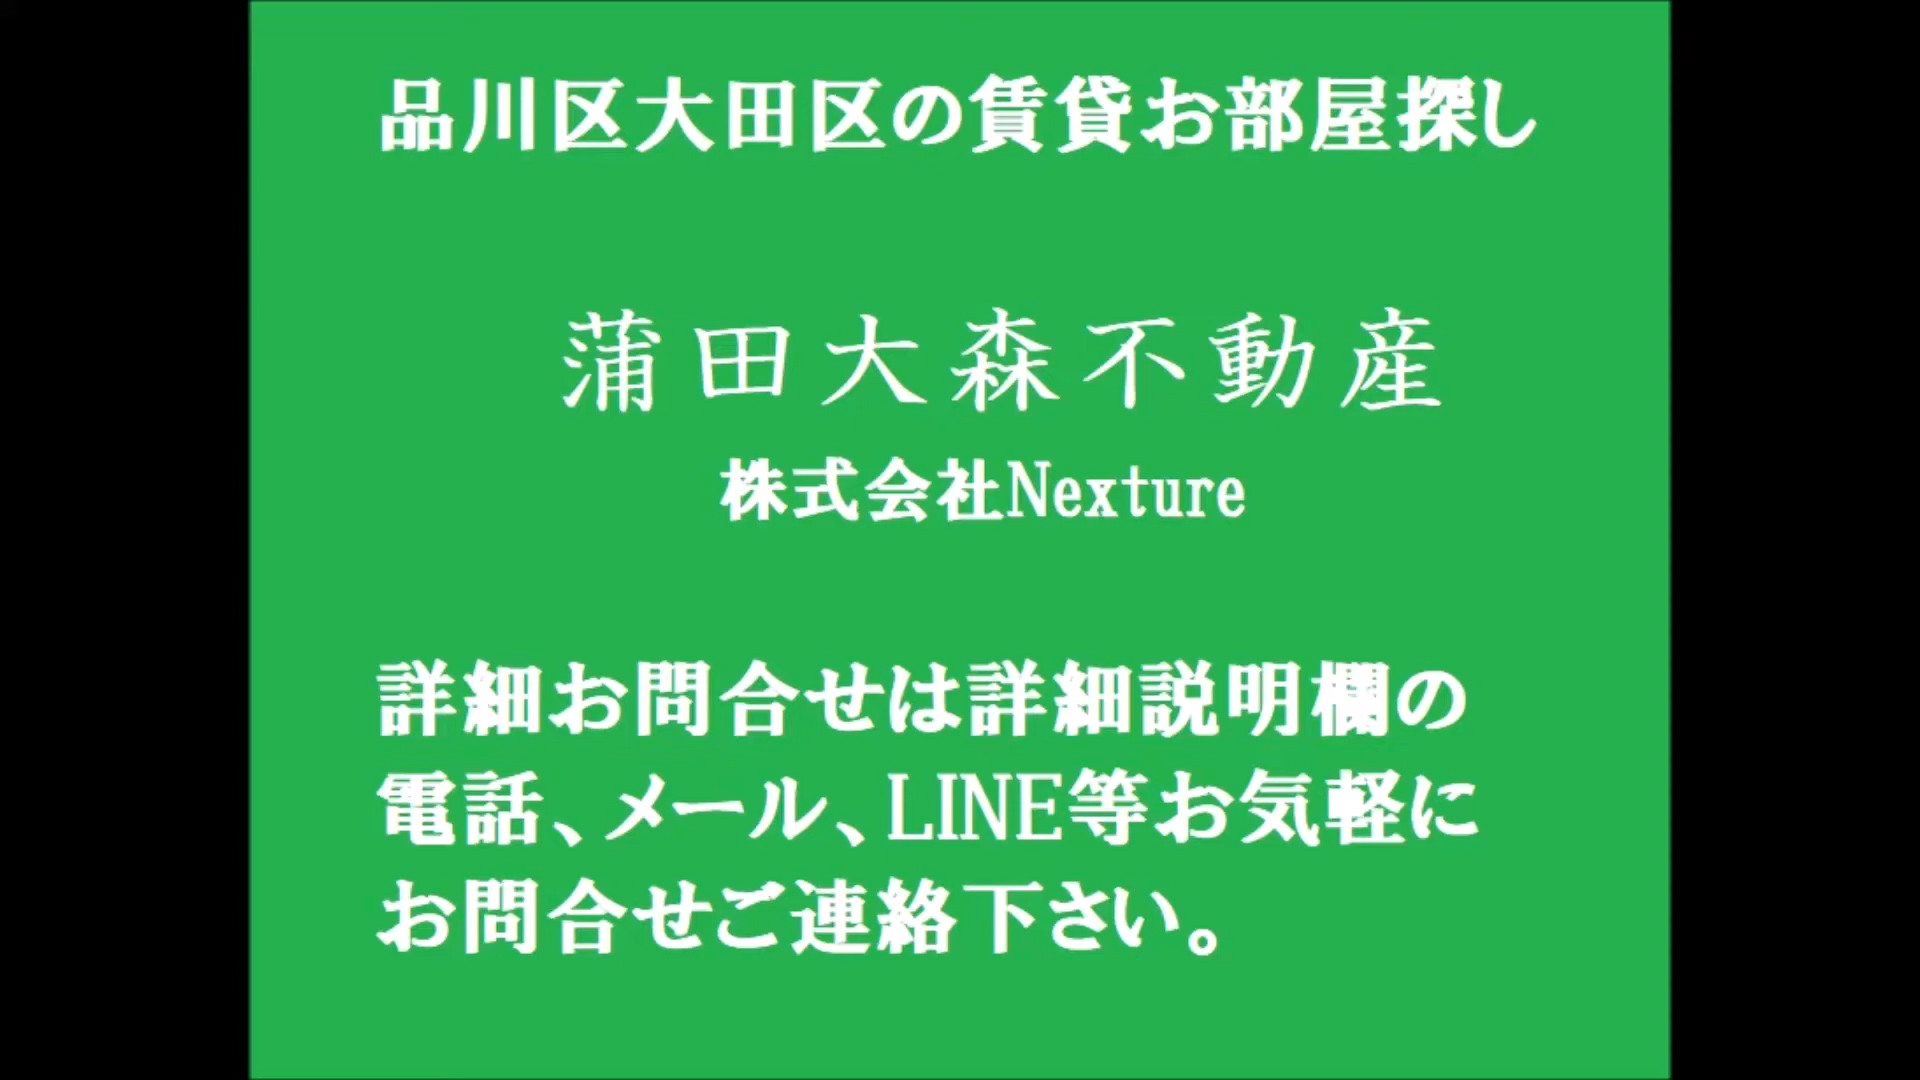 品川区大田区の賃貸お部屋探し
蒲田大森不動産
株式会社Nexture
詳細お問合せは詳細説明欄の
電話、メール、LINE等お気軽に
お問合せご連絡下さい。